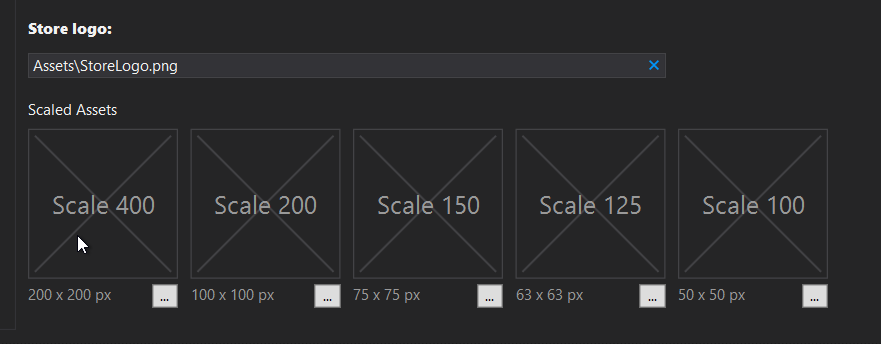 Store logo:
Assets\StoreLogo.png
Scaled Assets
Scale 400
Scale 200
Scale 150
Scale 125
Scale 100
200 x 200 px
...
100 x 100 px
...
75 x 75 px
...
63 x 63 px
...
50 x 50 px
...